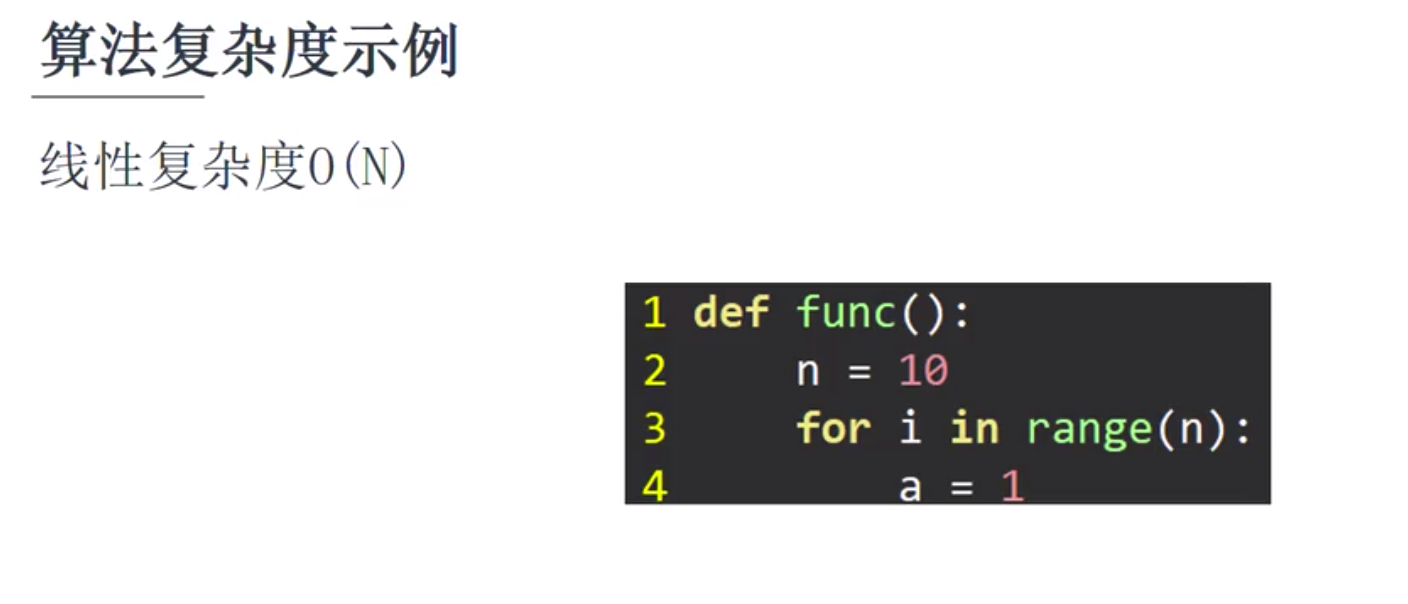 算法复杂度示例
线性复杂度O(N)
1 def func():
2     n = 10
3     for i in range(n):
4         a = 1